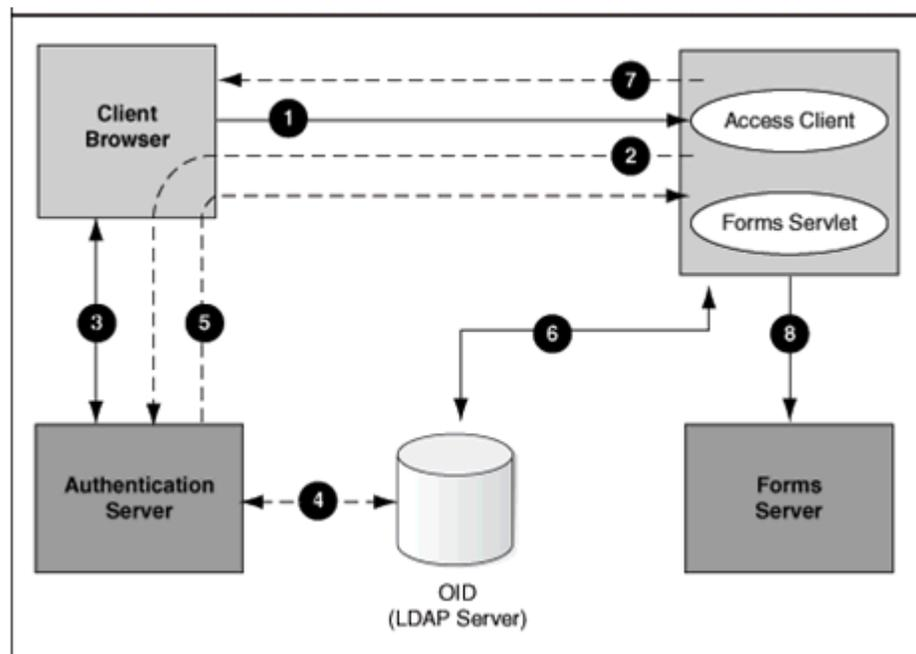 7
Client
Browser
1
Access Client
2
Forms Servlet
3
5
6
8
Authentication
Server
4
Forms
Server
OID
(LDAP Server)